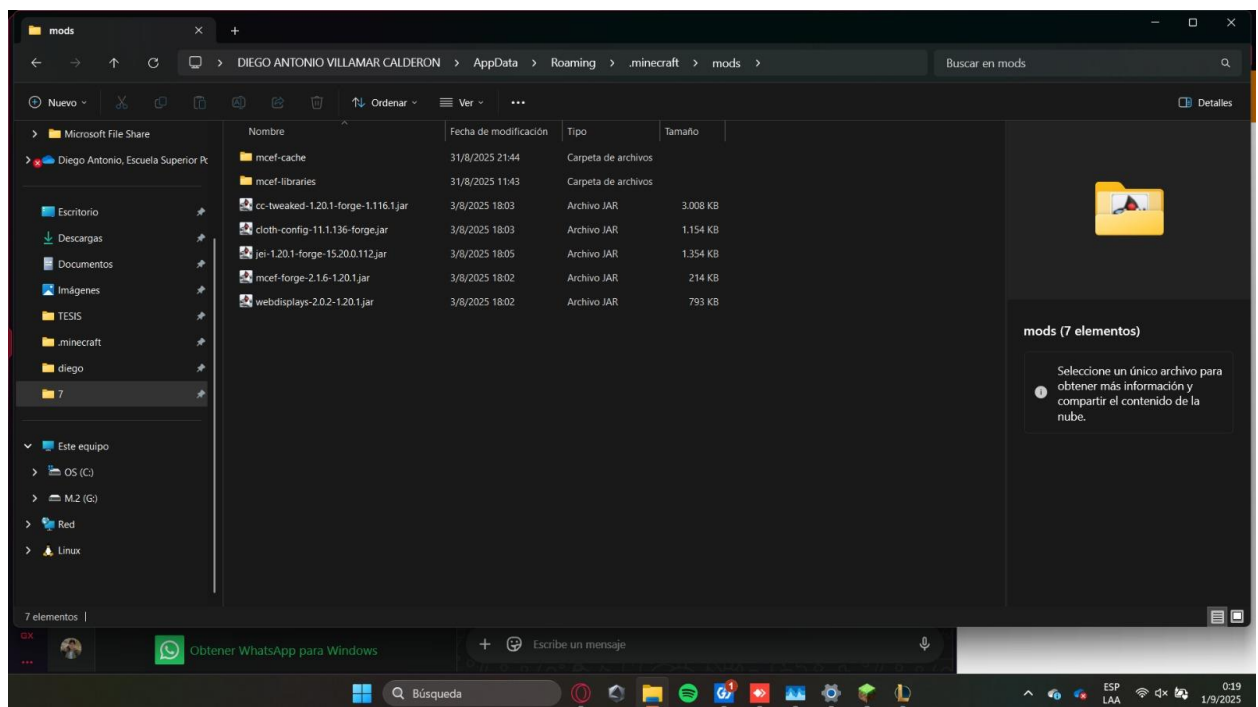 mods
DIEGO ANTONIO VILLAMAR CALDERON > AppData > Roaming > .minecraft > mods >
Buscar en mods
Nuevo
Ordenar
Ver
Detalles
Microsoft File Share
Diego Antonio, Escuela Superior Pc
Escritorio
Descargas
Documentos
Imágenes
TESIS
.minecraft
diego
7
Este equipo
OS (C:)
M.2 (G:)
Red
Linux
Nombre Fecha de modificación Tipo Tamaño
mcef-cache 31/8/2025 21:44 Carpeta de archivos
mcef-libraries 31/8/2025 11:43 Carpeta de archivos
cc-tweaked-1.20.1-forge-1.116.1.jar 3/8/2025 18:03 Archivo JAR 3.008 KB
cloth-config-11.1.136-forge.jar 3/8/2025 18:03 Archivo JAR 1.154 KB
jei-1.20.1-forge-15.20.0.112.jar 3/8/2025 18:05 Archivo JAR 1.354 KB
mcef-forge-2.1.6-1.20.1.jar 3/8/2025 18:02 Archivo JAR 214 KB
webdisplays-2.0.2-1.20.1.jar 3/8/2025 18:02 Archivo JAR 793 KB
mods (7 elementos)
Seleccione un único archivo para
obtener más información y
compartir el contenido de la
nube.
7 elementos
GX
Obtener WhatsApp para Windows
Escribe un mensaje
Búsqueda
1
ESP
LAA
0:19
1/9/2025